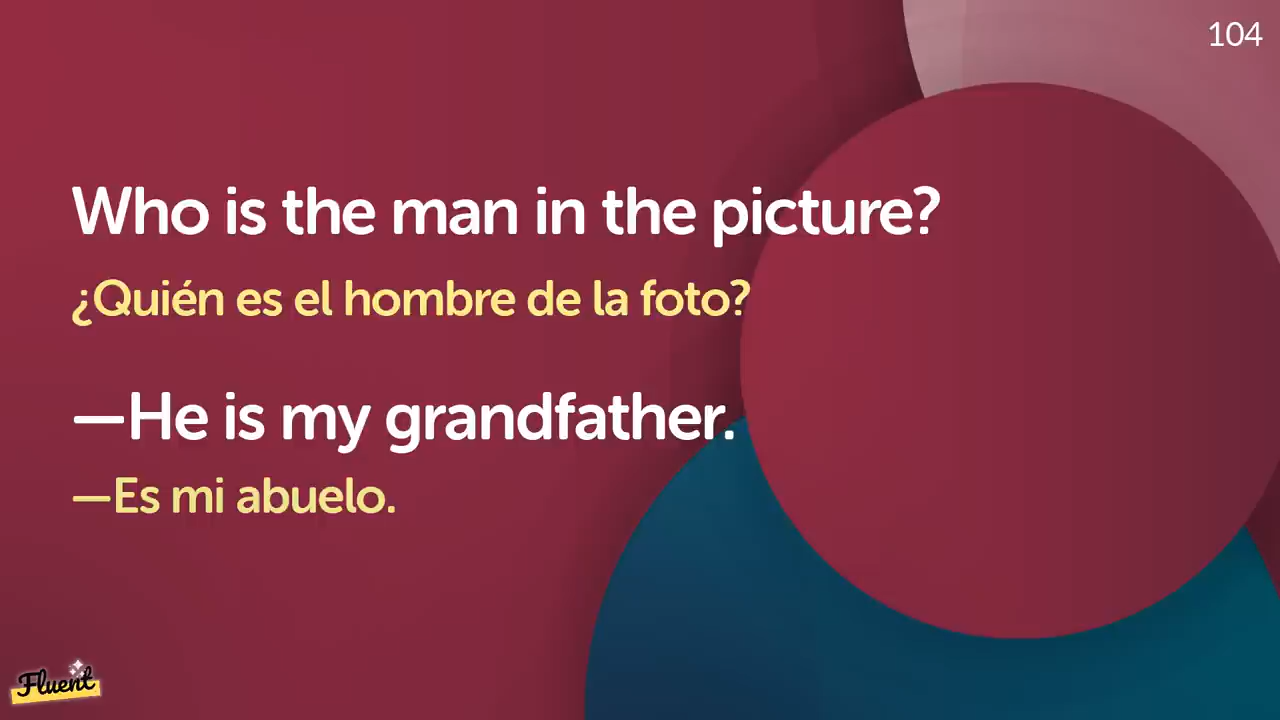 104
Who is the man in the picture?
¿Quién es el hombre de la foto?
—He is my grandfather.
—Es mi abuelo.
Fluent